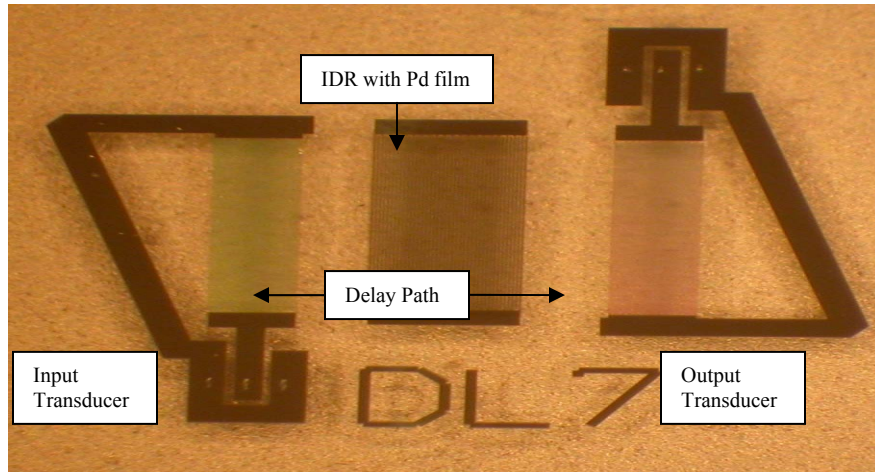 IDR with Pd film
Delay Path
Input
Transducer
Output
Transducer
DL7